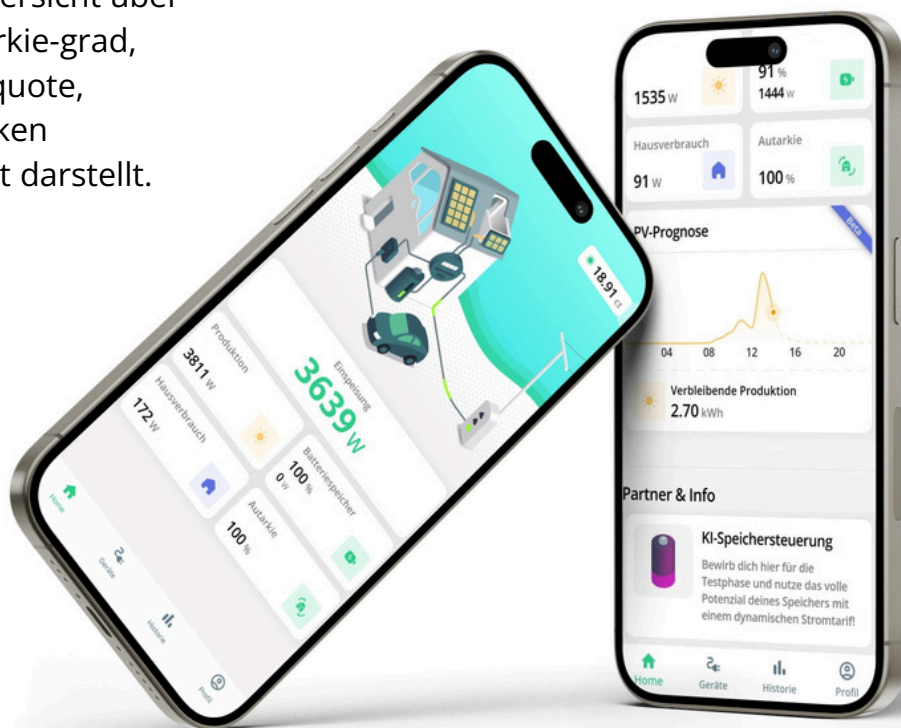 ersicht über
rkie-grad,
quote,
ken
t darstellt.
18.91 ct
Einspeisung
3639 W
Produktion
3811 W
Batteriespeicher
100 %
0 W
Hausverbrauch
172 W
Autarkie
100 %
Home
Geräte
Historie
Profil
1535 W
91 %
1444 W
Hausverbrauch
91 W
Autarkie
100 %
PV-Prognose
Beta
04 08 12 16 20
Verbleibende Produktion
2.70 kWh
Partner & Info
KI-Speichersteuerung
Bewirb dich hier für die
Testphase und nutze das volle
Potenzial deines Speichers mit
einem dynamischen Stromtarif!
Home
Geräte
Historie
Profil